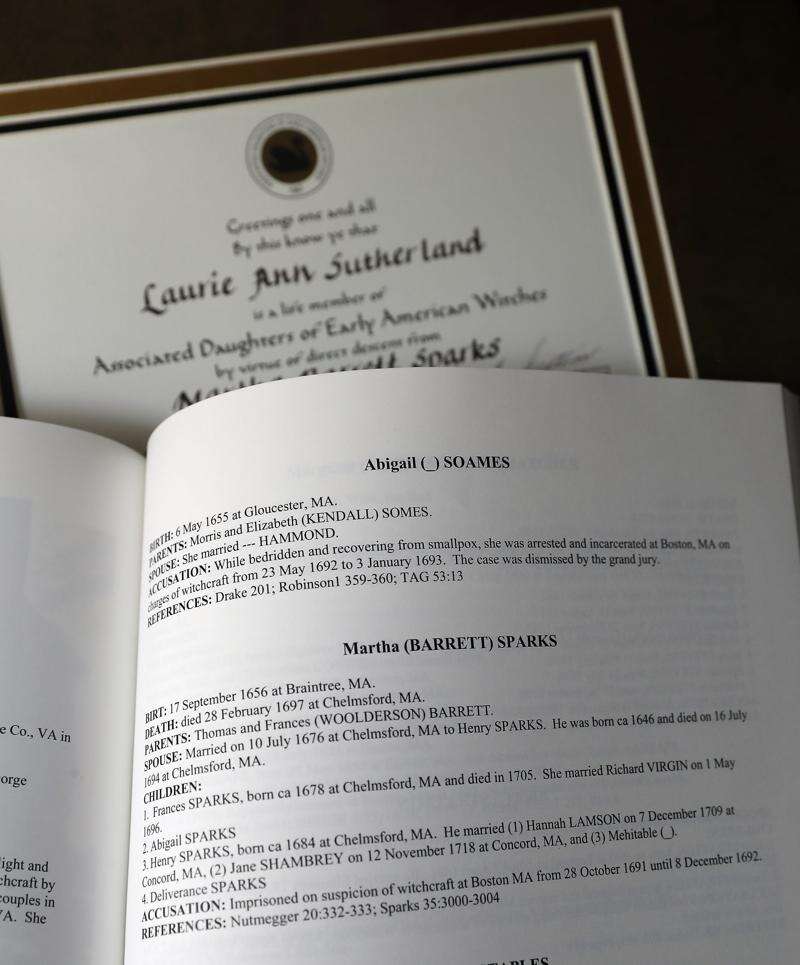 Greetings one and all
By this know ye that
Laurie Ann Sutherland
is a life member of
Associated Daughters of Early American Witches
by virtue of direct descent from
Martha Barrett Sparks
Abigail (_) SOAMES
BIRTH: 6 May 1655 at Gloucester, MA.
PARENTS: Morris and Elizabeth (KENDALL) SOMES.
SPOUSE: She married --- HAMMOND.
ACCUSATION: While bedridden and recovering from smallpox, she was arrested and incarcerated at Boston, MA on
charges of witchcraft from 23 May 1692 to 3 January 1693. The case was dismissed by the grand jury.
REFERENCES: Drake 201; Robinson1 359-360; TAG 53:13
Martha (BARRETT) SPARKS
BIRT: 17 September 1656 at Braintree, MA.
DEATH: died 28 February 1697 at Chelmsford, MA.
PARENTS: Thomas and Frances (WOOLDERSON) BARRETT.
SPOUSE: Married on 10 July 1676 at Chelmsford, MA to Henry SPARKS. He was born ca 1646 and died on 16 July
1694 at Chelmsford, MA.
CHILDREN:
1. Frances SPARKS, born ca 1678 at Chelmsford, MA and died in 1705. She married Richard VIRGIN on 1 May
1696.
2. Abigail SPARKS
3. Henry SPARKS, born ca 1684 at Chelmsford, MA. He married (1) Hannah LAMSON on 7 December 1709 at
Concord, MA, (2) Jane SHAMBREY on 12 November 1718 at Concord, MA, and (3) Mehitable (_).
4. Deliverance SPARKS
ACCUSATION: Imprisoned on suspicion of witchcraft at Boston MA from 28 October 1691 until 8 December 1692.
REFERENCES: Nutmegger 20:332-333; Sparks 35:3000-3004
e Co., VA in
orge
ight and
hcraft by
ouples in
/A. She